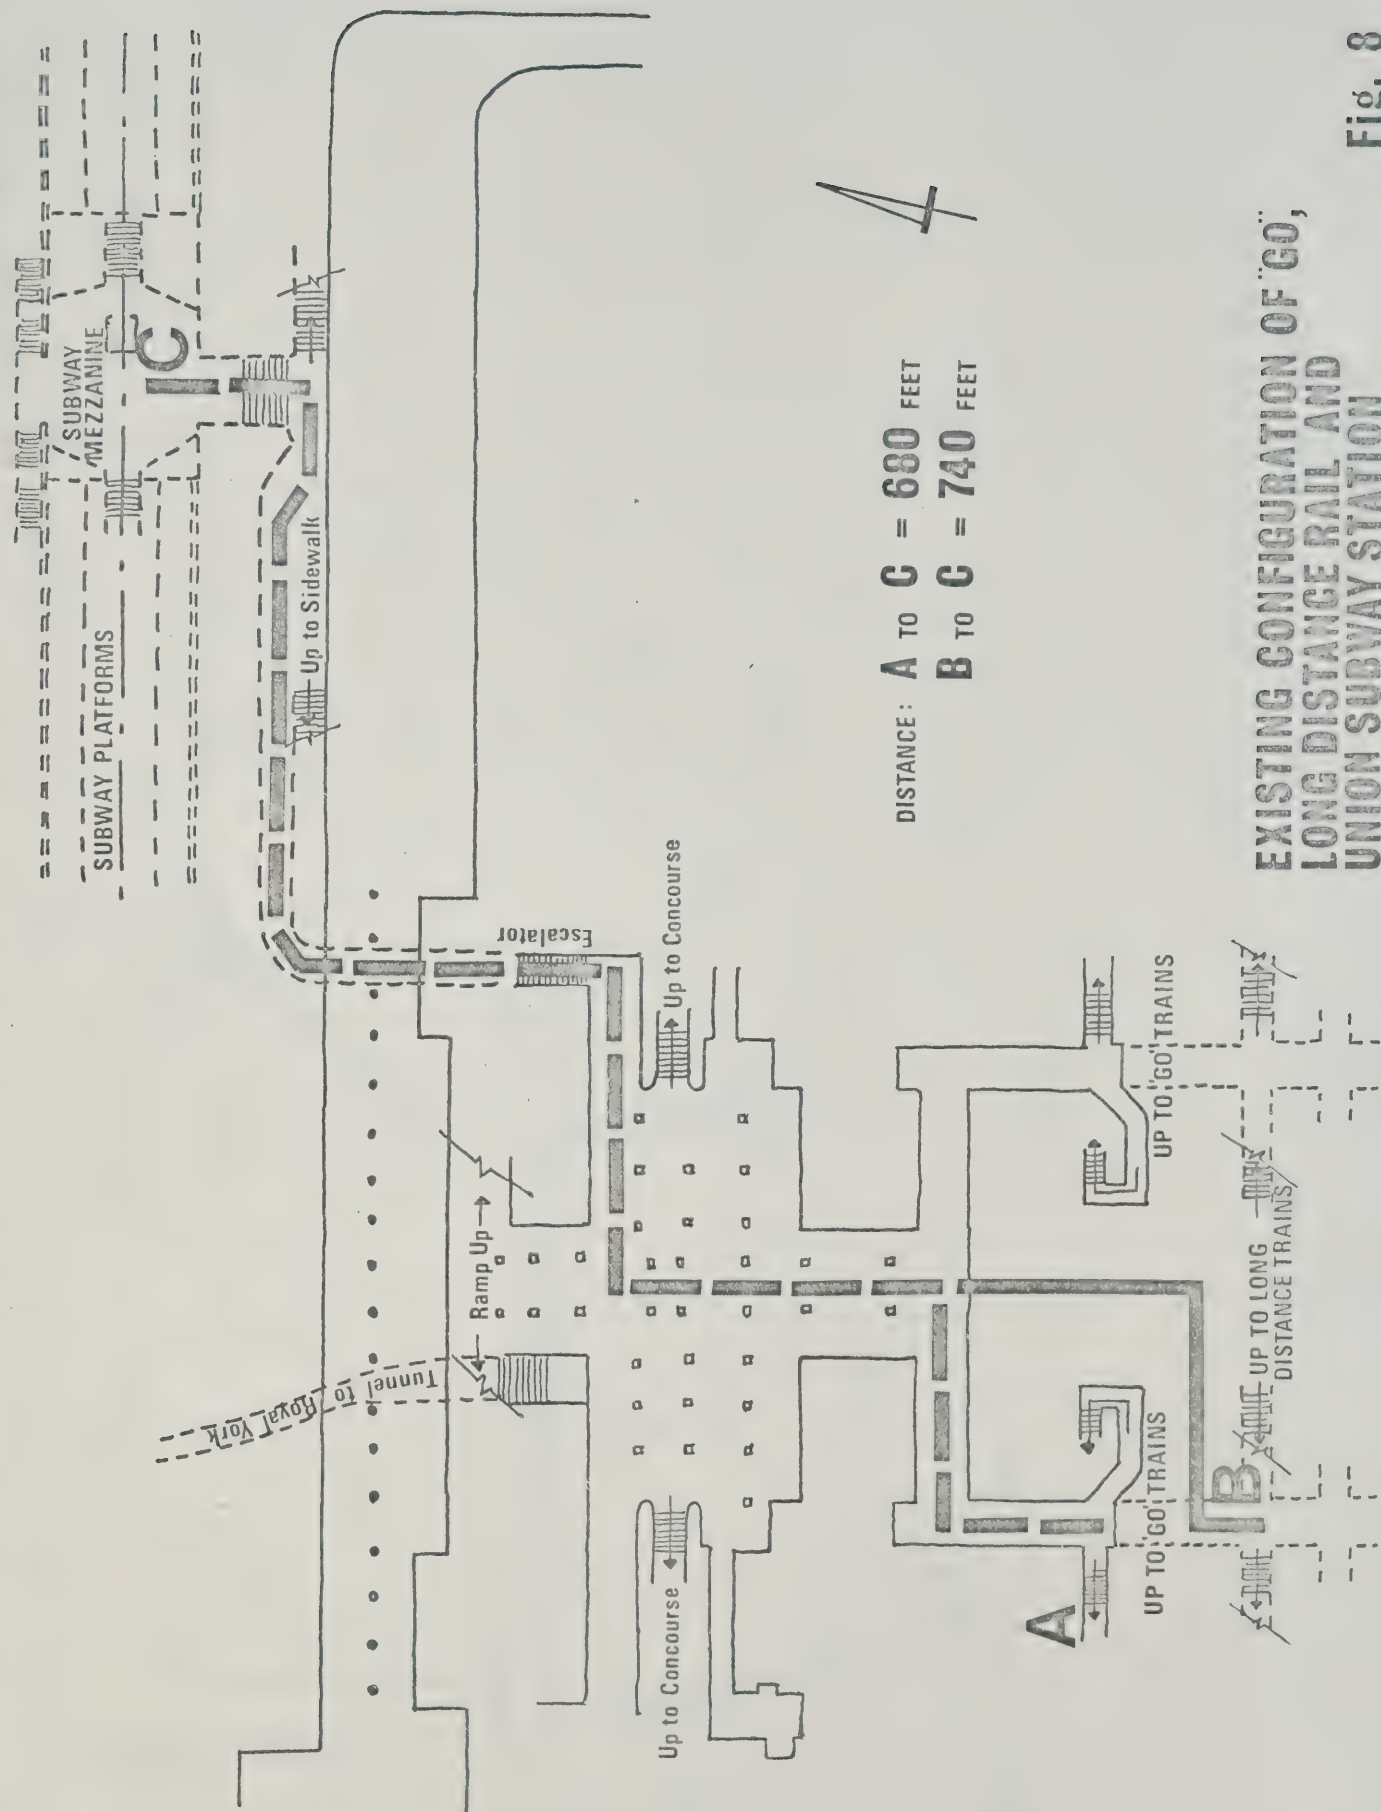 SUBWAY PLATFORMS
SUBWAY
MEZZANINE
C
Up to Sidewalk
Tunnel to Royal York
Ramp Up
Escalator
Up to Concourse
Up to Concourse
A
UP TO 'GO' TRAINS
UP TO 'GO' TRAINS
B
UP TO LONG
DISTANCE TRAINS
DISTANCE: A TO C = 680 FEET
B TO C = 740 FEET
EXISTING CONFIGURATION OF "GO",
LONG DISTANCE RAIL AND
UNION SUBWAY STATION
Fig. 8